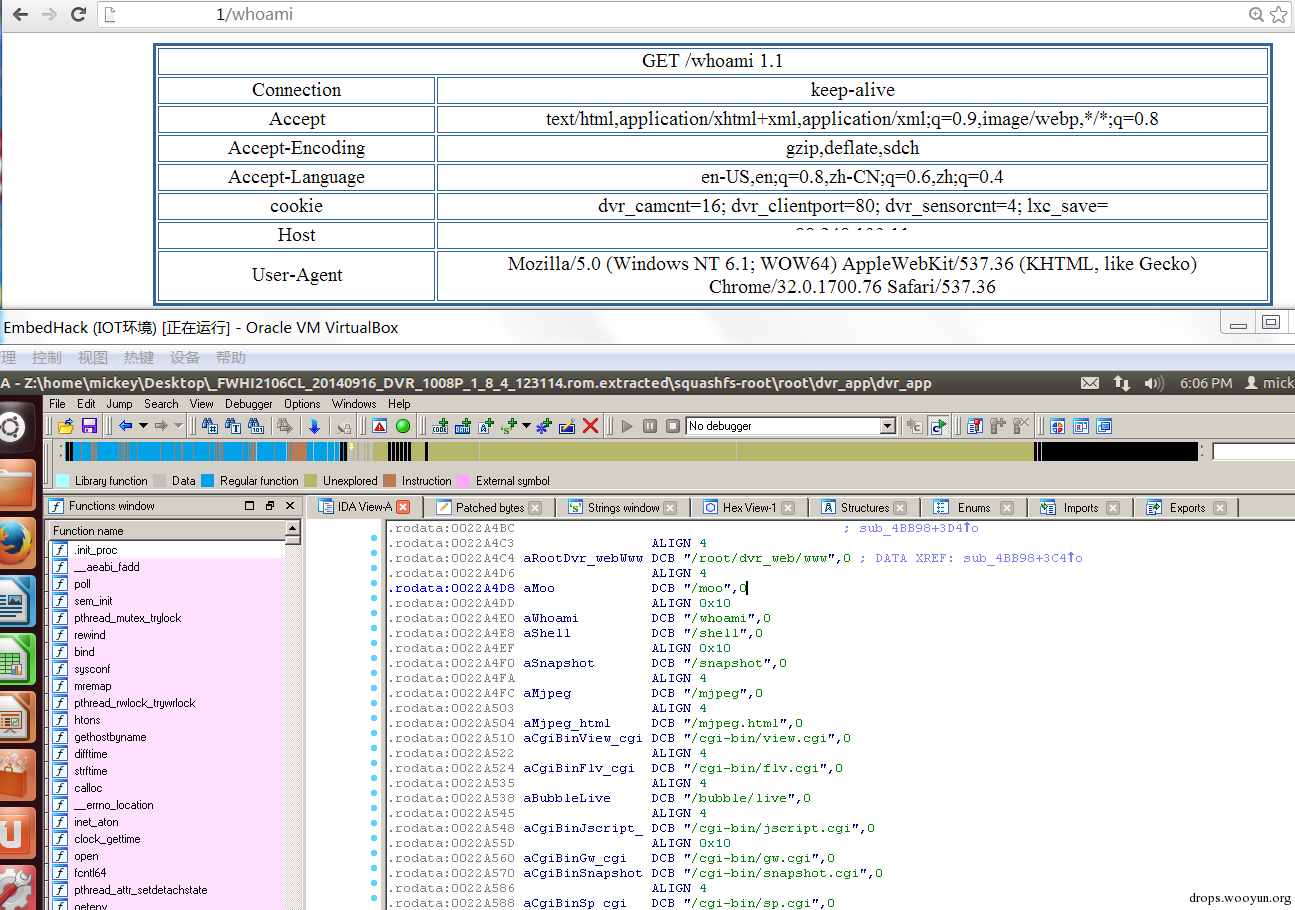 1/whoami
GET /whoami 1.1
Connection keep-alive
Accept text/html,application/xhtml+xml,application/xml;q=0.9,image/webp,*/*;q=0.8
Accept-Encoding gzip,deflate,sdch
Accept-Language en-US,en;q=0.8,zh-CN;q=0.6,zh;q=0.4
cookie dvr_camcnt=16; dvr_clientport=80; dvr_sensorcnt=4; lxc_save=
Host
User-Agent Mozilla/5.0 (Windows NT 6.1; WOW64) AppleWebKit/537.36 (KHTML, like Gecko)
Chrome/32.0.1700.76 Safari/537.36
EmbedHack (IOT环境) [正在运行] - Oracle VM VirtualBox
理 控制 视图 热键 设备 帮助
A - Z:\home\mickey\Desktop\_FWHI2106CL_20140916_DVR_1008P_1_8_4_123114.rom.extracted\squashfs-root\root\dvr_app\dvr_app 6:06 PM mick
File Edit Jump Search View Debugger Options Windows Help
No debugger
Library function Data Regular function Unexplored Instruction External symbol
Functions window
IDA View-A Patched bytes Strings window Hex View-1 Structures Enums Imports Exports
Function name
.init_proc
__aeabi_fadd
poll
sem_init
pthread_mutex_trylock
rewind
bind
sysconf
mremap
pthread_rwlock_trywrlock
htons
gethostbyname
difftime
strftime
calloc
__errno_location
inet_aton
clock_gettime
open
fcntl64
pthread_attr_setdetachstate
geteny
.rodata:0022A4BC ; sub_4BB98+3D4↑o
.rodata:0022A4C3 ALIGN 4
.rodata:0022A4C4 aRootDvr_webWww DCB "/root/dvr_web/www",0 ; DATA XREF: sub_4BB98+3C4↑o
.rodata:0022A4D6 ALIGN 4
.rodata:0022A4D8 aMoo DCB "/moo",0
.rodata:0022A4DD ALIGN 0x10
.rodata:0022A4E0 aWhoami DCB "/whoami",0
.rodata:0022A4E8 aShell DCB "/shell",0
.rodata:0022A4EF ALIGN 0x10
.rodata:0022A4F0 aSnapshot DCB "/snapshot",0
.rodata:0022A4FA ALIGN 4
.rodata:0022A4FC aMjpeg DCB "/mjpeg",0
.rodata:0022A503 ALIGN 4
.rodata:0022A504 aMjpeg_html DCB "/mjpeg.html",0
.rodata:0022A510 aCgiBinView_cgi DCB "/cgi-bin/view.cgi",0
.rodata:0022A522 ALIGN 4
.rodata:0022A524 aCgiBinFlv_cgi DCB "/cgi-bin/flv.cgi",0
.rodata:0022A535 ALIGN 4
.rodata:0022A538 aBubbleLive DCB "/bubble/live",0
.rodata:0022A545 ALIGN 4
.rodata:0022A548 aCgiBinJscript_ DCB "/cgi-bin/jscript.cgi",0
.rodata:0022A55D ALIGN 0x10
.rodata:0022A560 aCgiBinGw_cgi DCB "/cgi-bin/gw.cgi",0
.rodata:0022A570 aCgiBinSnapshot DCB "/cgi-bin/snapshot.cgi",0
.rodata:0022A586 ALIGN 4
.rodata:0022A588 aCgiBinSp_cgi DCB "/cgi-bin/sp.cgi",0
drops.wooyun.org